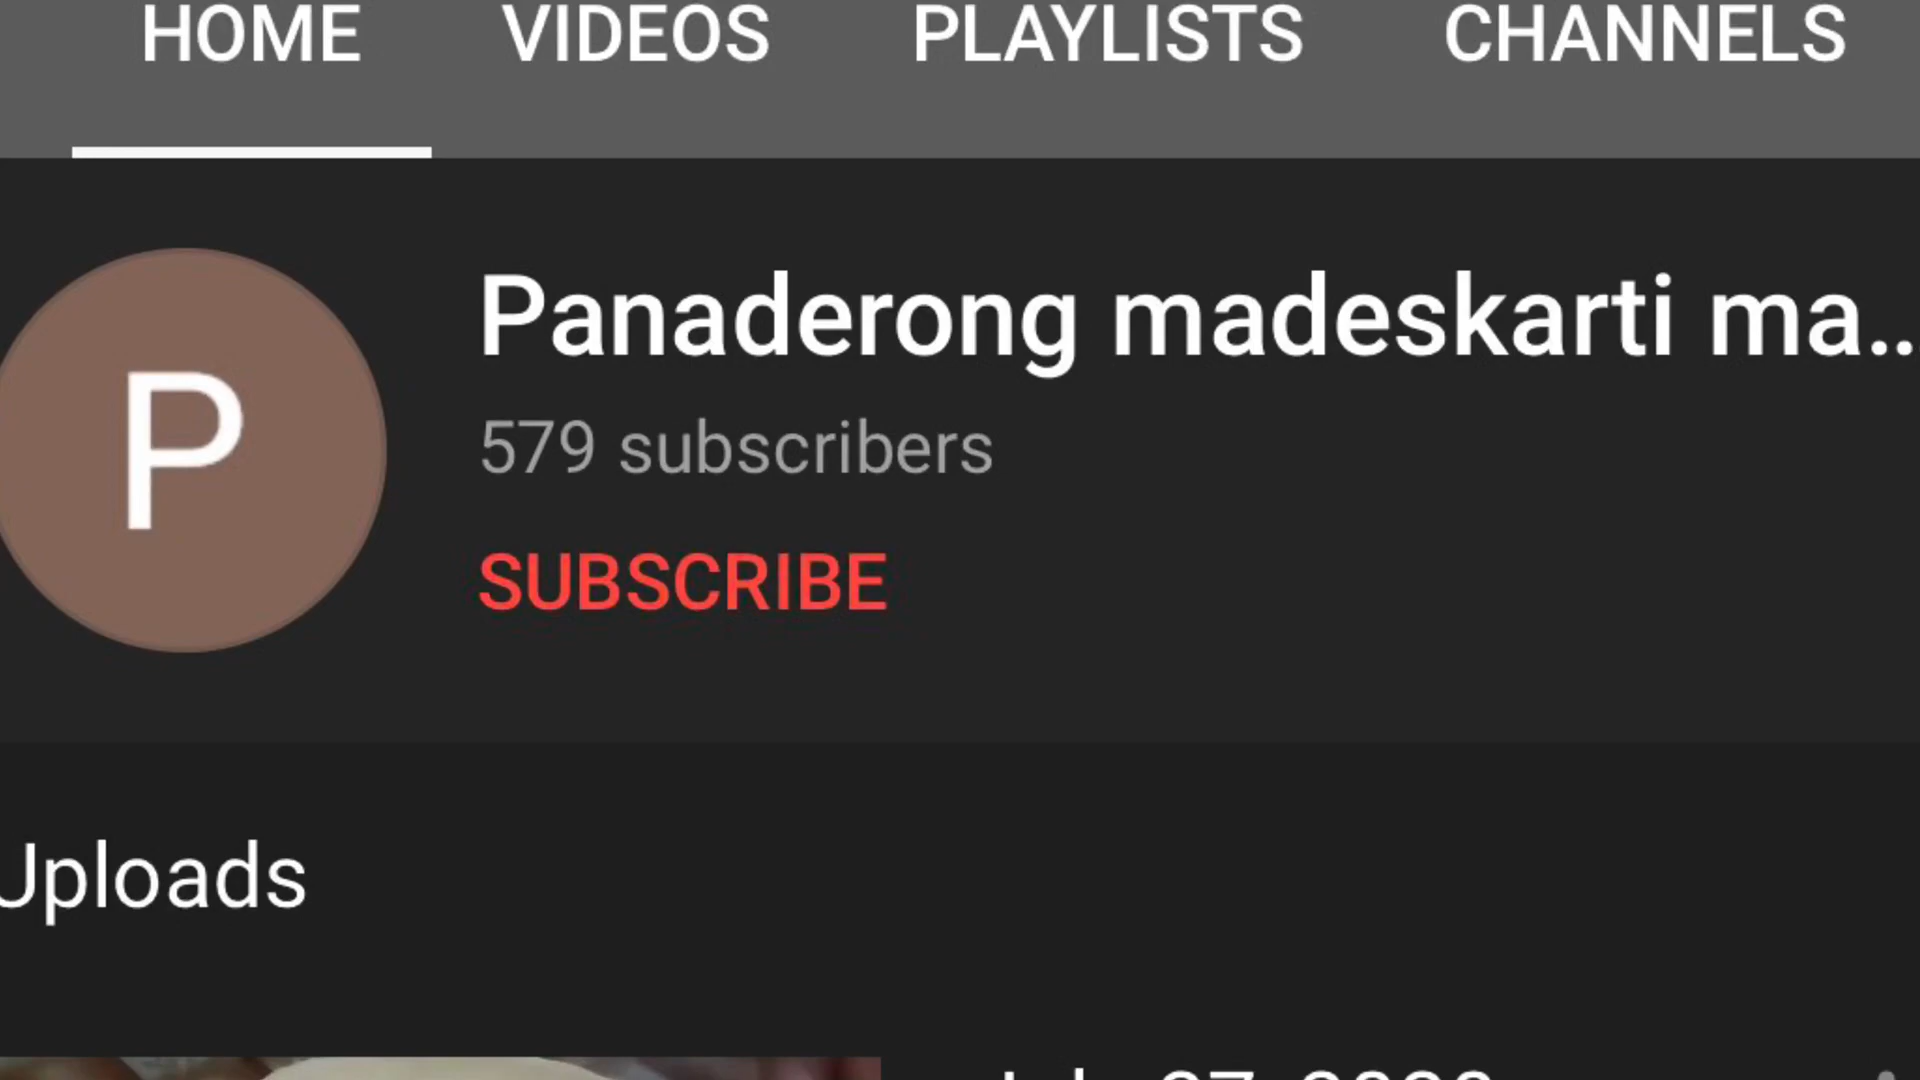 HOME VIDEOS PLAYLISTS CHANNELS
P
Panaderong madeskarti ma...
579 subscribers
SUBSCRIBE
Uploads